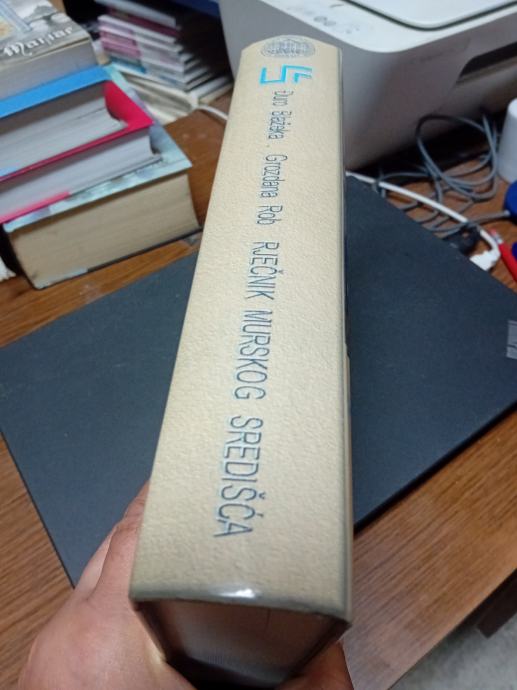 Đuro Blažeka . Grozdana Rob RJEČNIK MURSKOG SREDIŠĆA